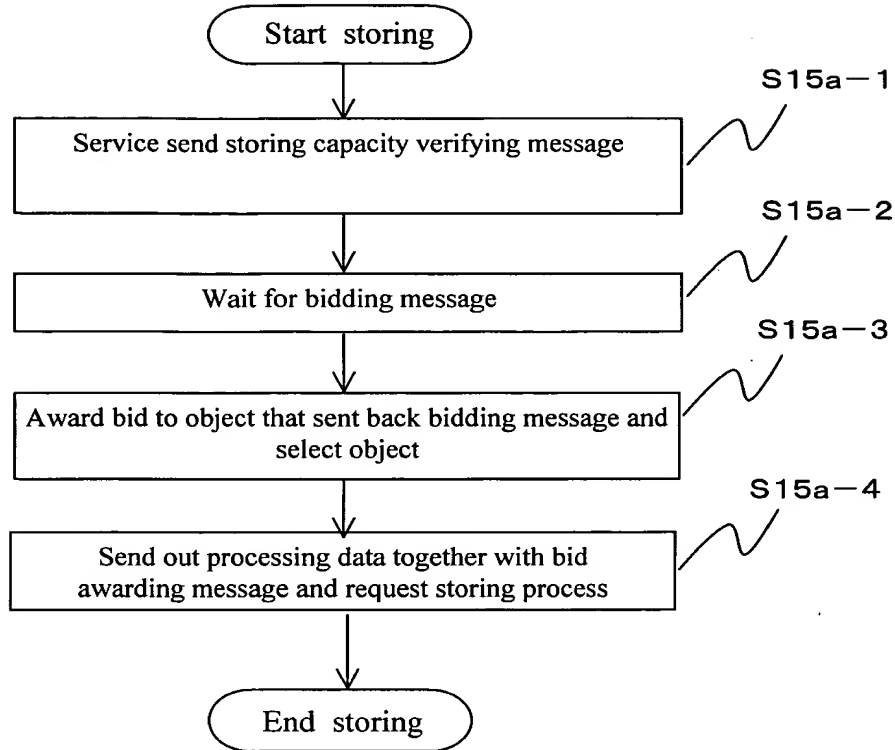 Start storing
S15a-1
Service send storing capacity verifying message
S15a-2
Wait for bidding message
S15a-3
Award bid to object that sent back bidding message and
select object
S15a-4
Send out processing data together with bid
awarding message and request storing process
End storing